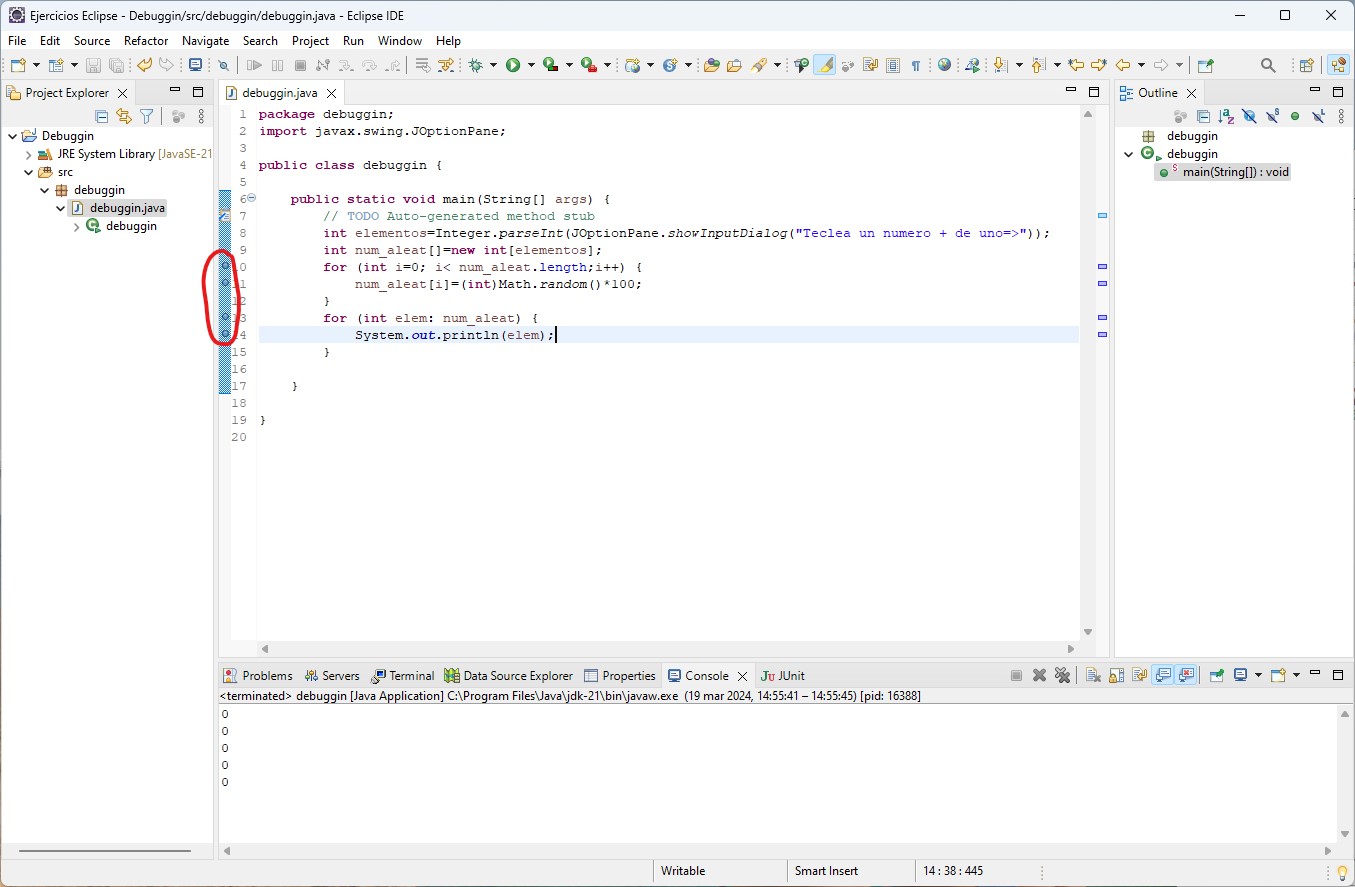 Ejercicios Eclipse - Debuggin/src/debuggin/debuggin.java - Eclipse IDE
File Edit Source Refactor Navigate Search Project Run Window Help
Project Explorer
Debuggin
JRE System Library [JavaSE-21
src
debuggin
debuggin.java
debuggin
debuggin.java
1 package debuggin;
2 import javax.swing.JOptionPane;
3
4 public class debuggin {
5
6 public static void main(String[] args) {
7 // TODO Auto-generated method stub
8 int elementos=Integer.parseInt(JOptionPane.showInputDialog("Teclea un numero + de uno=>"));
9 int num_aleat[]=new int[elementos];
10 for (int i=0; i< num_aleat.length;i++) {
11 num_aleat[i]=(int)Math.random()*100;
12 }
13 for (int elem: num_aleat) {
14 System.out.println(elem);
15 }
16
17 }
18
19 }
20
Outline
debuggin
debuggin
main(String[]) : void
Problems Servers Terminal Data Source Explorer Properties Console JUnit
<terminated> debuggin [Java Application] C:\Program Files\Java\jdk-21\bin\javaw.exe (19 mar 2024, 14:55:41 – 14:55:45) [pid: 16388]
0
0
0
0
0
Writable Smart Insert 14 : 38 : 445